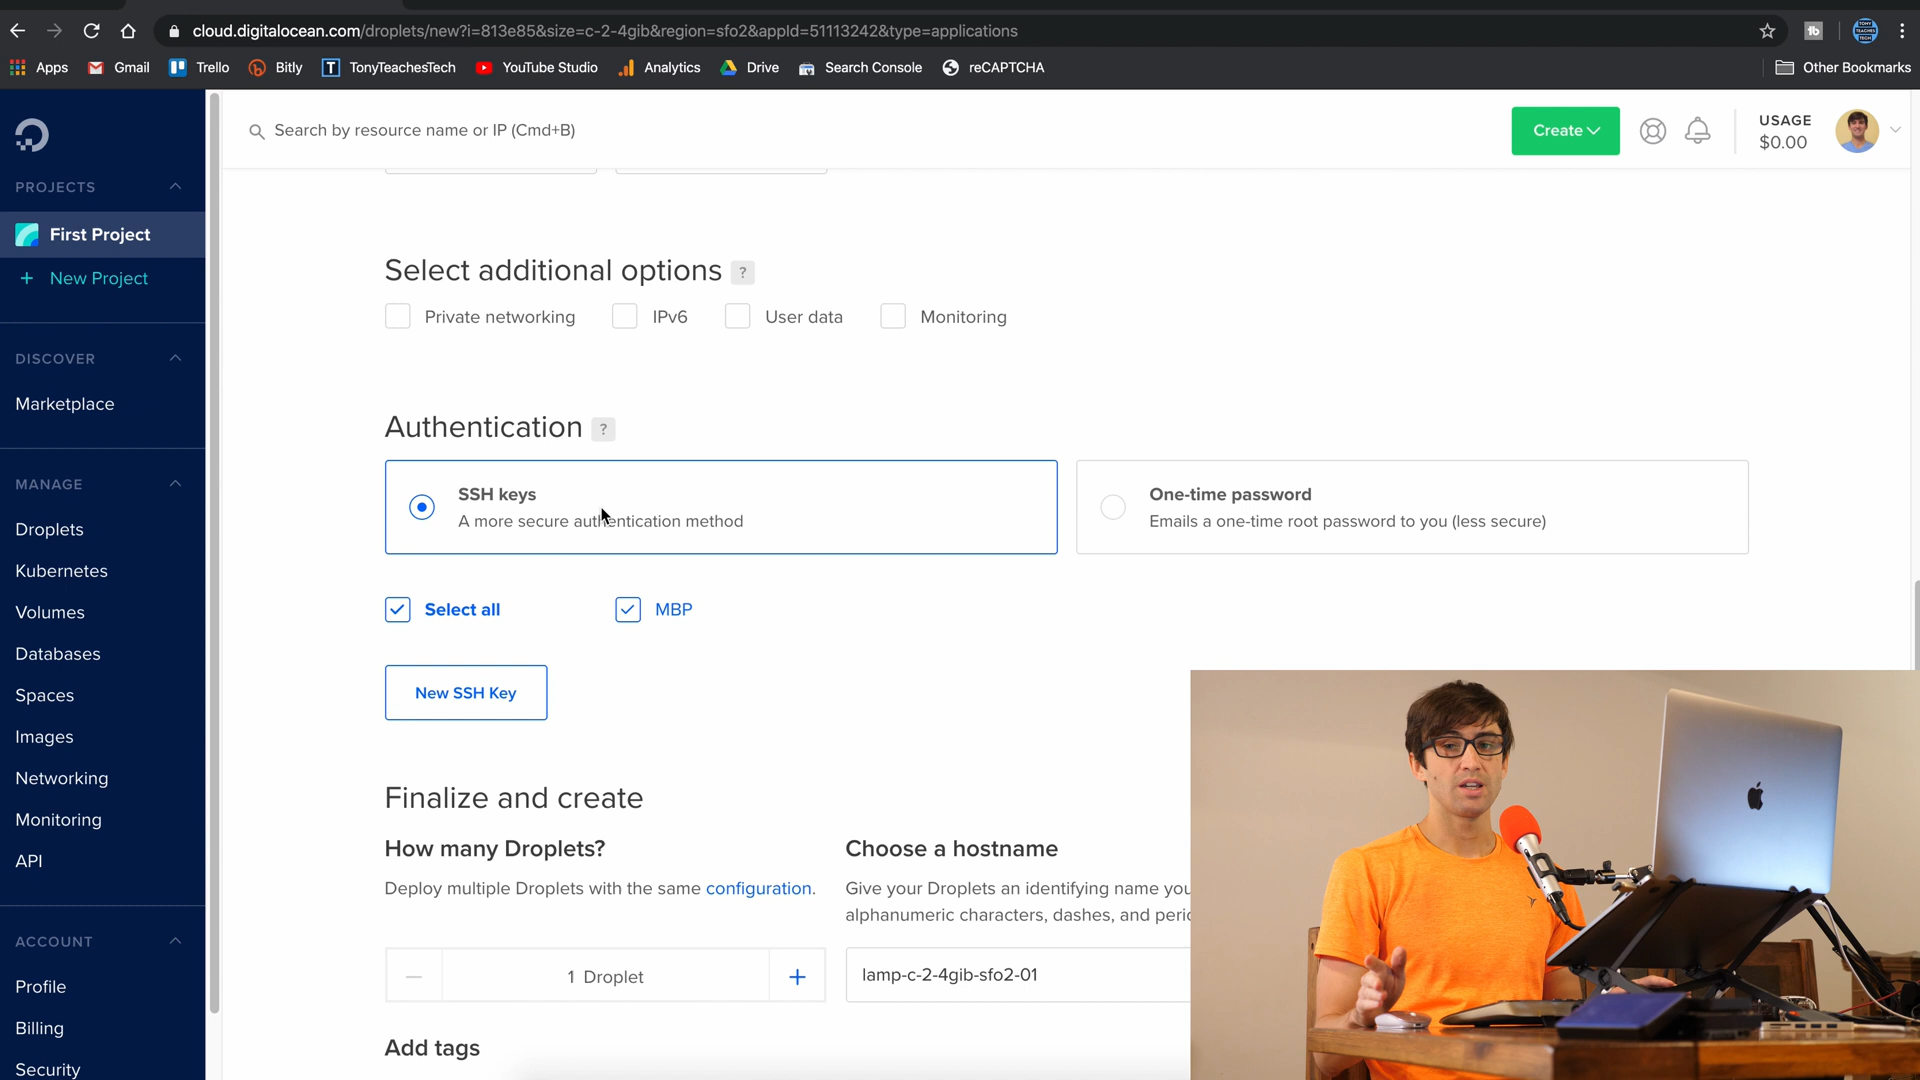 cloud.digitalocean.com/droplets/new?i=813e85&size=c-2-4gib&region=sfo2&appId=51113242&type=applications
Apps Gmail Trello Bitly TonyTeachesTech YouTube Studio Analytics Drive Search Console reCAPTCHA Other Bookmarks
Search by resource name or IP (Cmd+B)
Create
USAGE
$0.00
PROJECTS
First Project
+ New Project
DISCOVER
Marketplace
MANAGE
Droplets
Kubernetes
Volumes
Databases
Spaces
Images
Networking
Monitoring
API
ACCOUNT
Profile
Billing
Security
Select additional options ?
Private networking IPv6 User data Monitoring
Authentication ?
SSH keys
A more secure authentication method
One-time password
Emails a one-time root password to you (less secure)
Select all MBP
New SSH Key
Finalize and create
How many Droplets?
Deploy multiple Droplets with the same configuration.
1 Droplet
Choose a hostname
Give your Droplets an identifying name you
alphanumeric characters, dashes, and peri
lamp-c-2-4gib-sfo2-01
Add tags